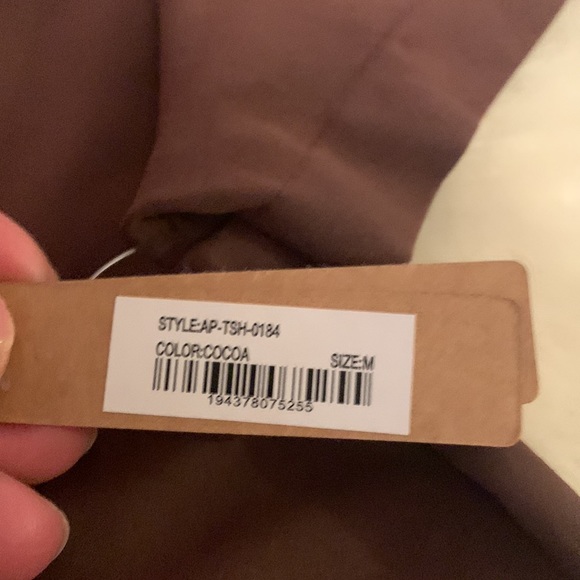 STYLE:AP-TSH-0184
COLOR:COCOA SIZE:M
194378075255